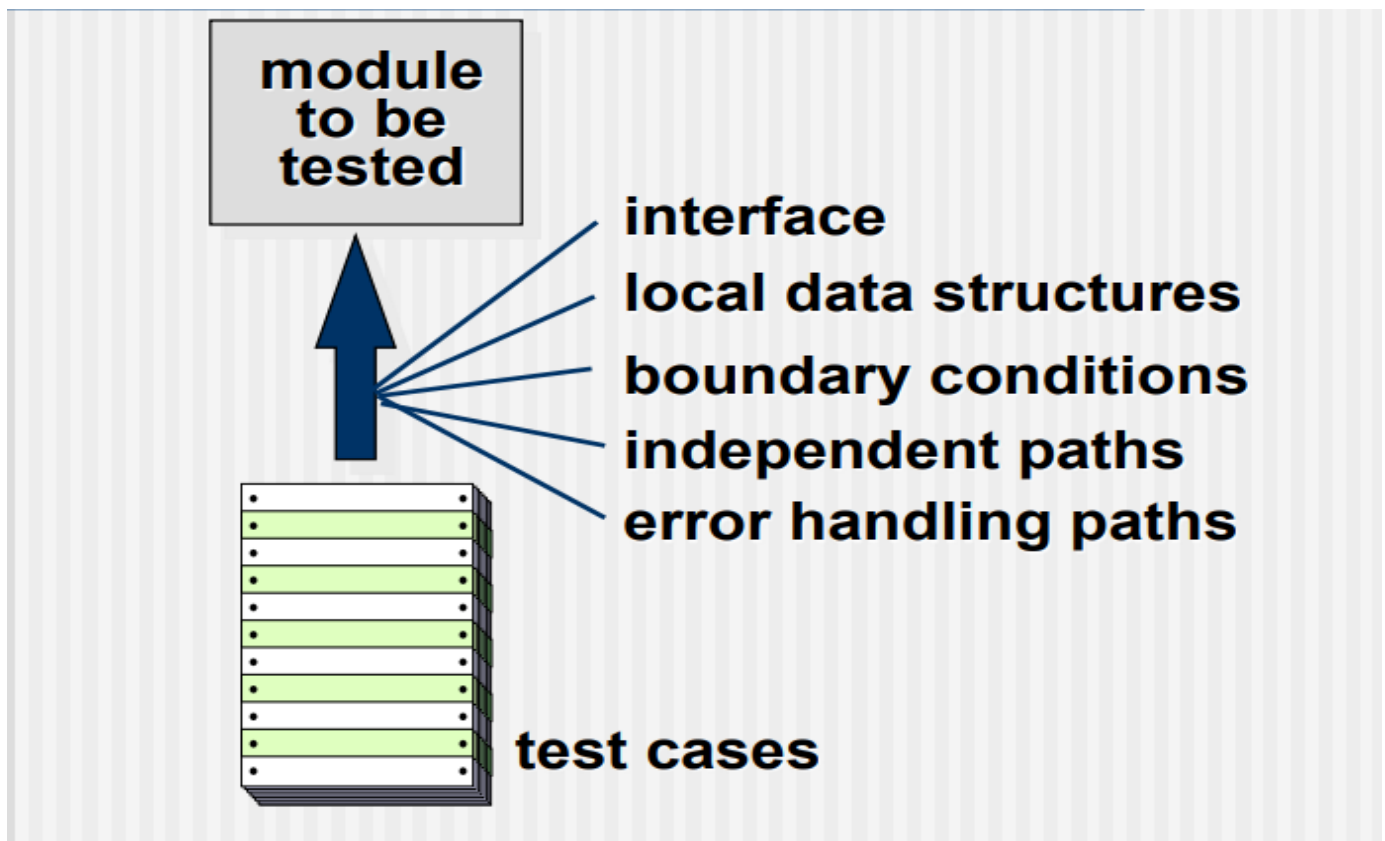 module
to be
tested
interface
local data structures
boundary conditions
independent paths
error handling paths
test cases